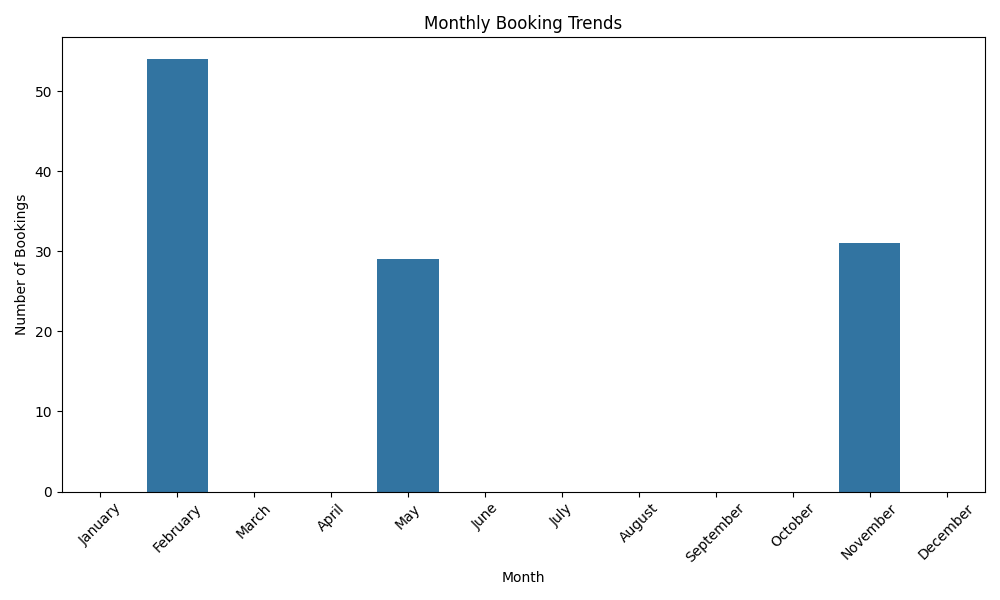 Monthly Booking Trends
Number of Bookings
50
40
30
20
10
0
January
February
March
April
May
June
July
August
September
October
November
December
Month